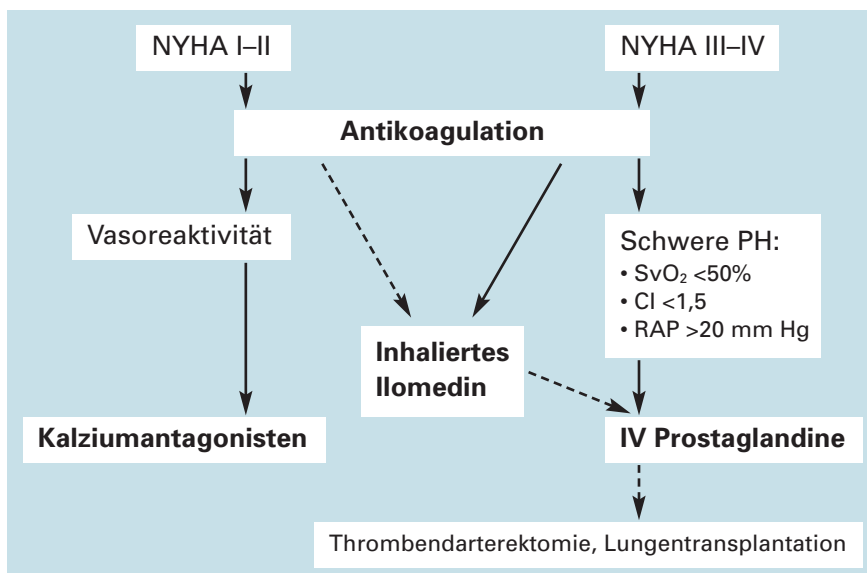 NYHA I–II
NYHA III–IV
Antikoagulation
Vasoreaktivität
Schwere PH:
• SvO₂ <50%
• CI <1,5
• RAP >20 mm Hg
Inhaliertes
Ilomedin
Kalziumantagonisten
IV Prostaglandine
Thrombendarterektomie, Lungentransplantation